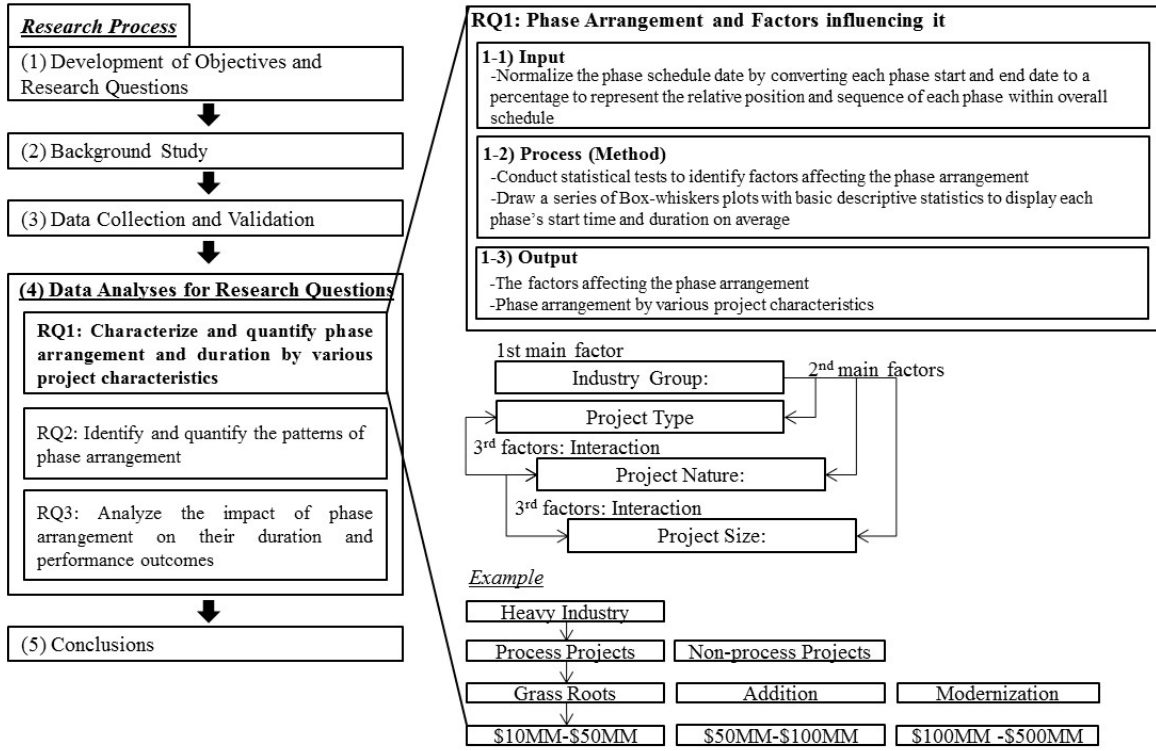 Research Process
(1) Development of Objectives and
Research Questions
(2) Background Study
(3) Data Collection and Validation
(4) Data Analyses for Research Questions
RQ1: Characterize and quantify phase
arrangement and duration by various
project characteristics
RQ2: Identify and quantify the patterns of
phase arrangement
RQ3: Analyze the impact of phase
arrangement on their duration and
performance outcomes
(5) Conclusions
RQ1: Phase Arrangement and Factors influencing it
1-1) Input
-Normalize the phase schedule date by converting each phase start and end date to a
percentage to represent the relative position and sequence of each phase within overall
schedule
1-2) Process (Method)
-Conduct statistical tests to identify factors affecting the phase arrangement
-Draw a series of Box-whiskers plots with basic descriptive statistics to display each
phase's start time and duration on average
1-3) Output
-The factors affecting the phase arrangement
-Phase arrangement by various project characteristics
1st main factor
Industry Group:
2nd main factors
Project Type
3rd factors: Interaction
Project Nature:
3rd factors: Interaction
Project Size:
Example
Heavy Industry
Process Projects
Non-process Projects
Grass Roots
Addition
Modernization
$10MM-$50MM
$50MM-$100MM
$100MM -$500MM